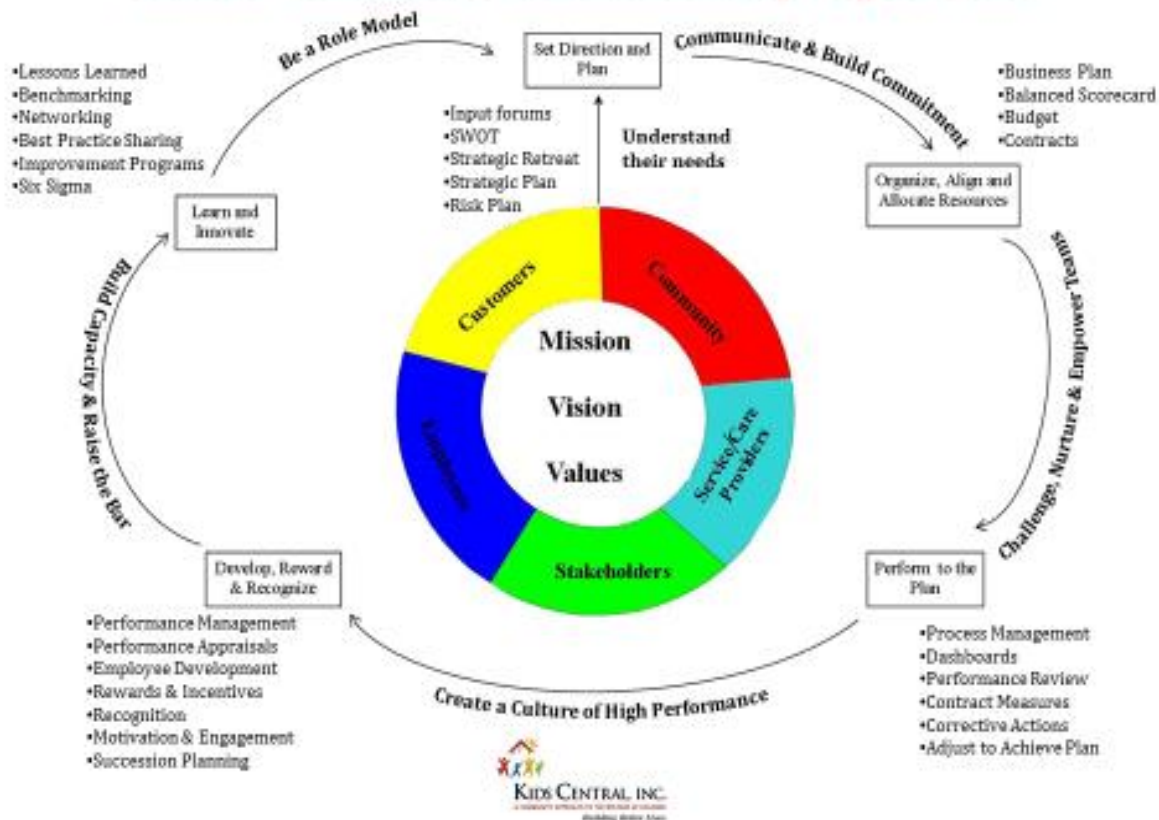 Be a Role Model
Set Direction and
Plan
Communicate & Build Commitment
•Lessons Learned
•Benchmarking
•Networking
•Best Practice Sharing
•Improvement Programs
•Six Sigma
•Input forums
•SWOT
•Strategic Retreat
•Strategic Plan
•Risk Plan
Understand
their needs
•Business Plan
•Balanced Scorecard
•Budget
•Contracts
Organize, Align and
Allocate Resources
Learn and
Innovate
Build Capacity & Raise the Bar
Challenge, Nurture & Empower Teams
Customers
Community
Mission
Vision
Values
Employees
Service/Care
Providers
Stakeholders
Develop, Reward
& Recognize
Perform to the
Plan
•Performance Management
•Performance Appraisals
•Employee Development
•Rewards & Incentives
•Recognition
•Motivation & Engagement
•Succession Planning
Create a Culture of High Performance
•Process Management
•Dashboards
•Performance Review
•Contract Measures
•Corrective Actions
•Adjust to Achieve Plan
KIDS CENTRAL, INC.